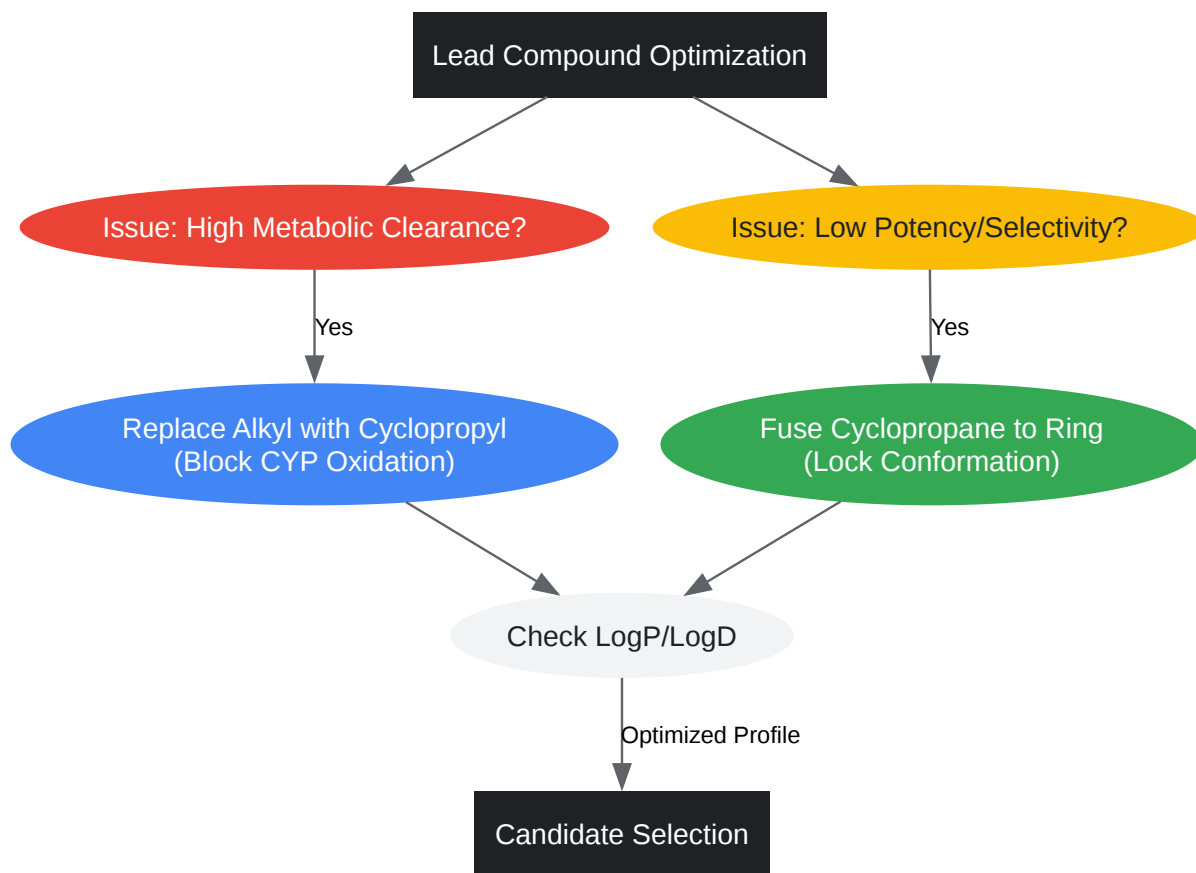 Lead Compound Optimization
Issue: High Metabolic Clearance?
Issue: Low Potency/Selectivity?
Yes
Yes
Replace Alkyl with Cyclopropyl
(Block CYP Oxidation)
Fuse Cyclopropane to Ring
(Lock Conformation)
Check LogP/LogD
Optimized Profile
Candidate Selection